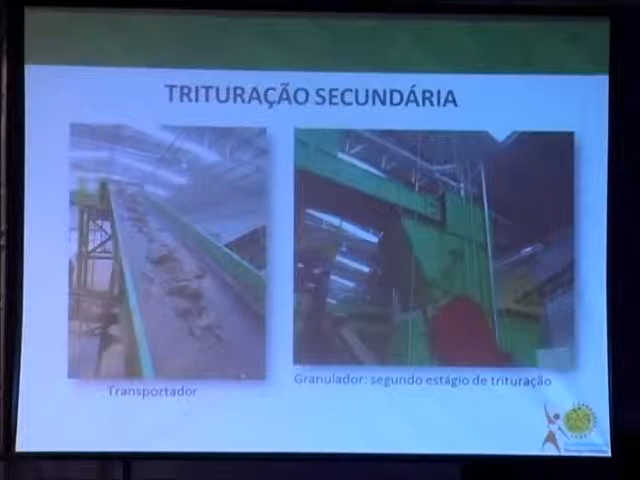 TRITURAÇÃO SECUNDÁRIA
Transportador
Granulador: segundo estágio de trituração